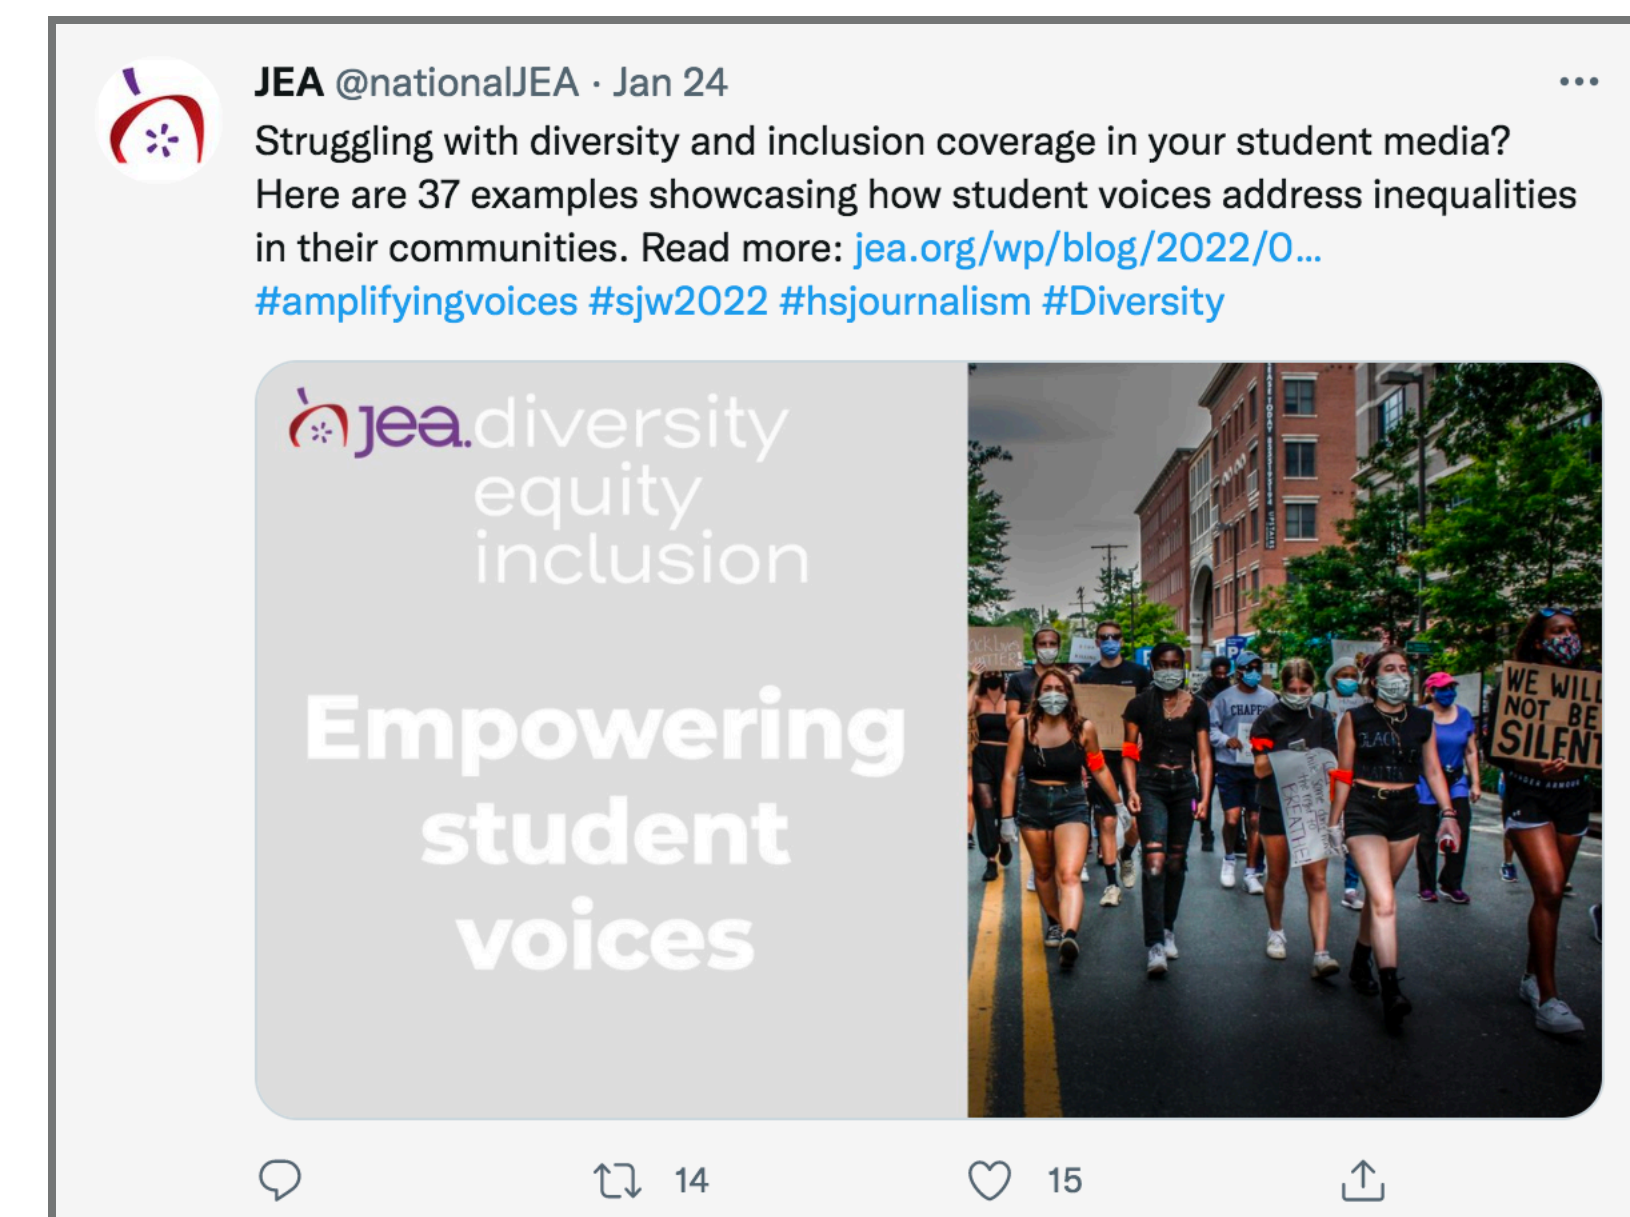 JEA @nationalJEA · Jan 24
Struggling with diversity and inclusion coverage in your student media?
Here are 37 examples showcasing how student voices address inequalities
in their communities. Read more: jea.org/wp/blog/2022/0…
#amplifyingvoices #sjw2022 #hsjournalism #Diversity
jea.diversity
equity
inclusion
Empowering
student
voices
WE WILL
NOT BE
SILENT
CHAPE
BREATHE!
14
15